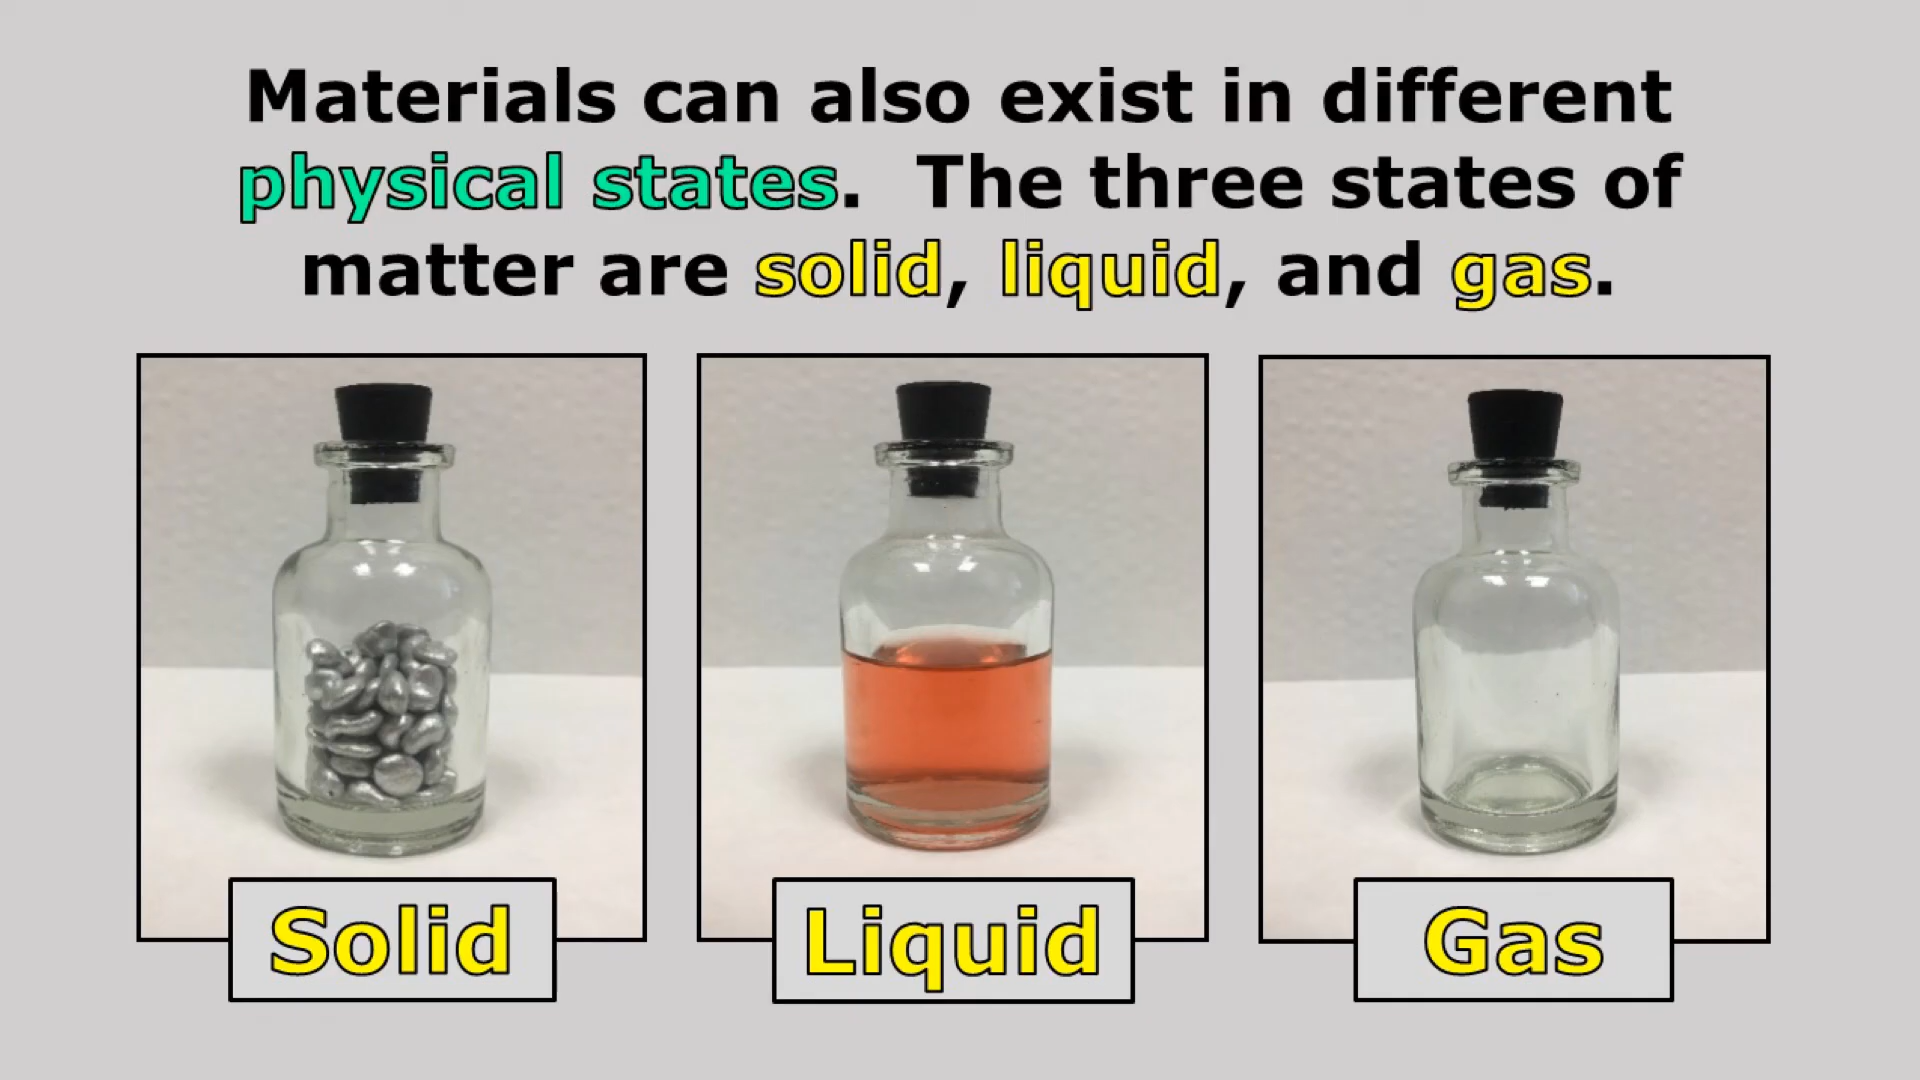 Materials can also exist in different
physical states. The three states of
matter are solid, liquid, and gas.
Solid
Liquid
Gas